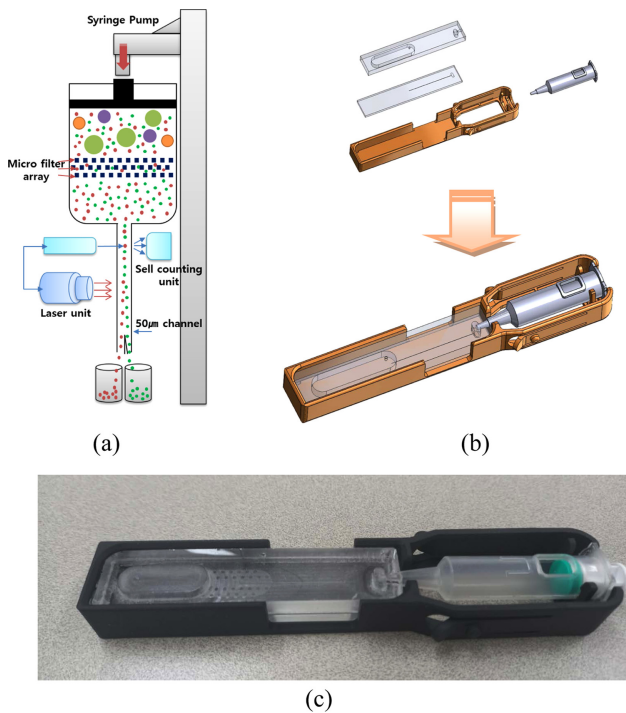 Syringe Pump
Micro filter
array
Sell counting
unit
Laser unit
50μm channel
(a)
(b)
(c)